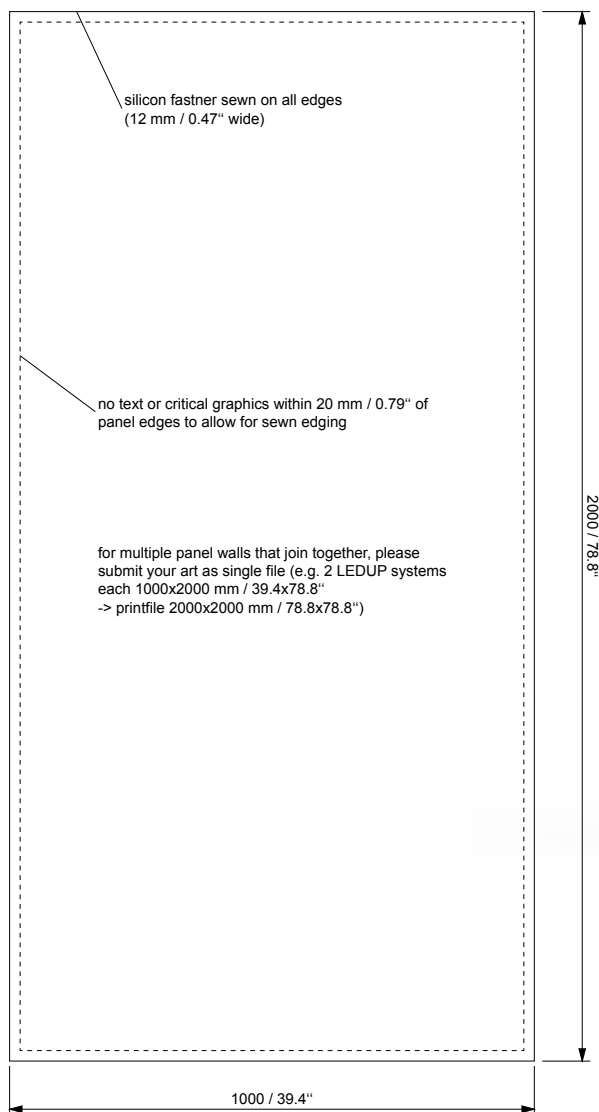 silicon fastner sewn on all edges
(12 mm / 0.47“ wide)
no text or critical graphics within 20 mm / 0.79“ of
panel edges to allow for sewn edging
for multiple panel walls that join together, please
submit your art as single file (e.g. 2 LEDUP systems
each 1000x2000 mm / 39.4x78.8“
-> printfile 2000x2000 mm / 78.8x78.8“)
2000 / 78.8“
1000 / 39.4“